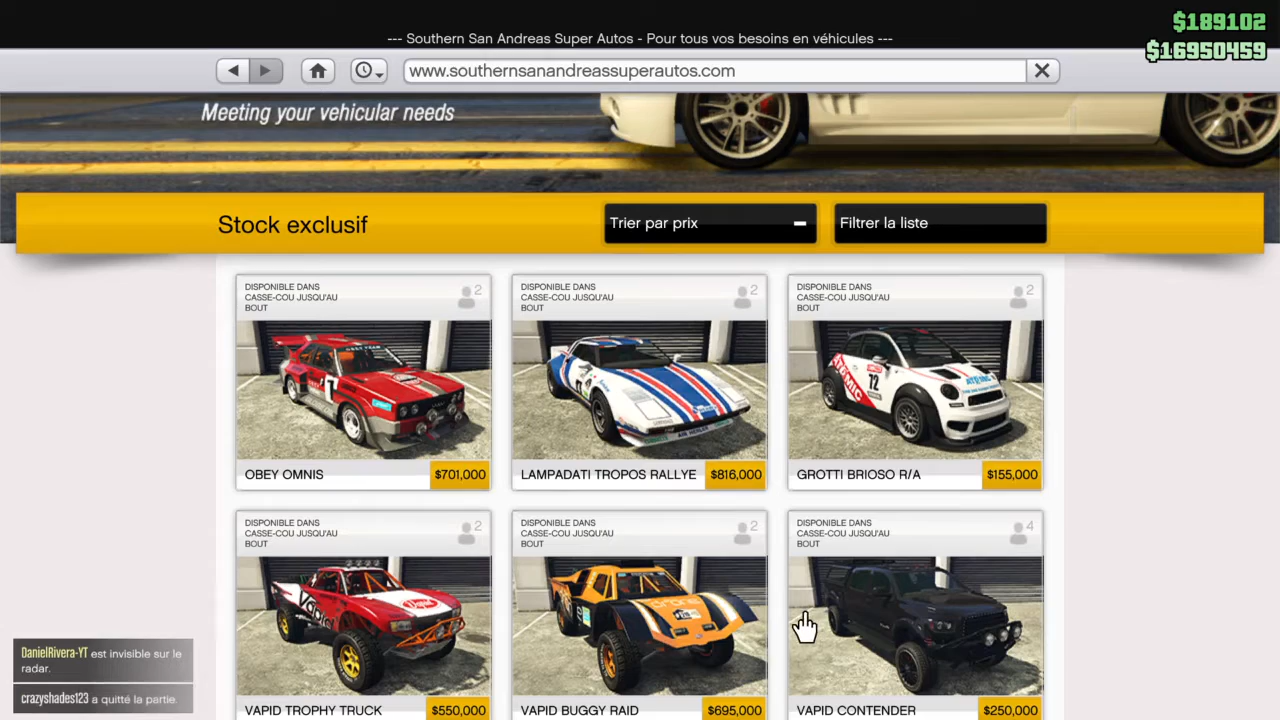 $189102
$16950459
--- Southern San Andreas Super Autos - Pour tous vos besoins en véhicules ---
www.southernsanandreassuperautos.com
Meeting your vehicular needs
Stock exclusif
Trier par prix
Filtrer la liste
DISPONIBLE DANS
CASSE-COU JUSQU'AU
BOUT
2
OBEY OMNIS
$701,000
DISPONIBLE DANS
CASSE-COU JUSQU'AU
BOUT
2
LAMPADATI TROPOS RALLYE
$816,000
DISPONIBLE DANS
CASSE-COU JUSQU'AU
BOUT
2
ATOMIC
72
GROTTI BRIOSO R/A
$155,000
DISPONIBLE DANS
CASSE-COU JUSQU'AU
BOUT
2
Vapid
VAPID TROPHY TRUCK
$550,000
DISPONIBLE DANS
CASSE-COU JUSQU'AU
BOUT
2
VAPID BUGGY RAID
$695,000
DISPONIBLE DANS
CASSE-COU JUSQU'AU
BOUT
4
VAPID CONTENDER
$250,000
DanielRivera-YT est invisible sur le
radar.
crazyshades123 a quitté la partie.